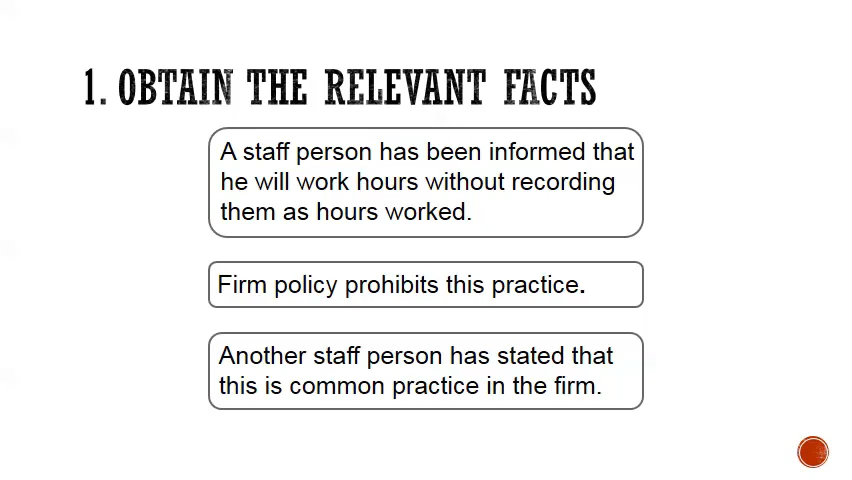 1. OBTAIN THE RELEVANT FACTS
A staff person has been informed that
he will work hours without recording
them as hours worked.
Firm policy prohibits this practice.
Another staff person has stated that
this is common practice in the firm.